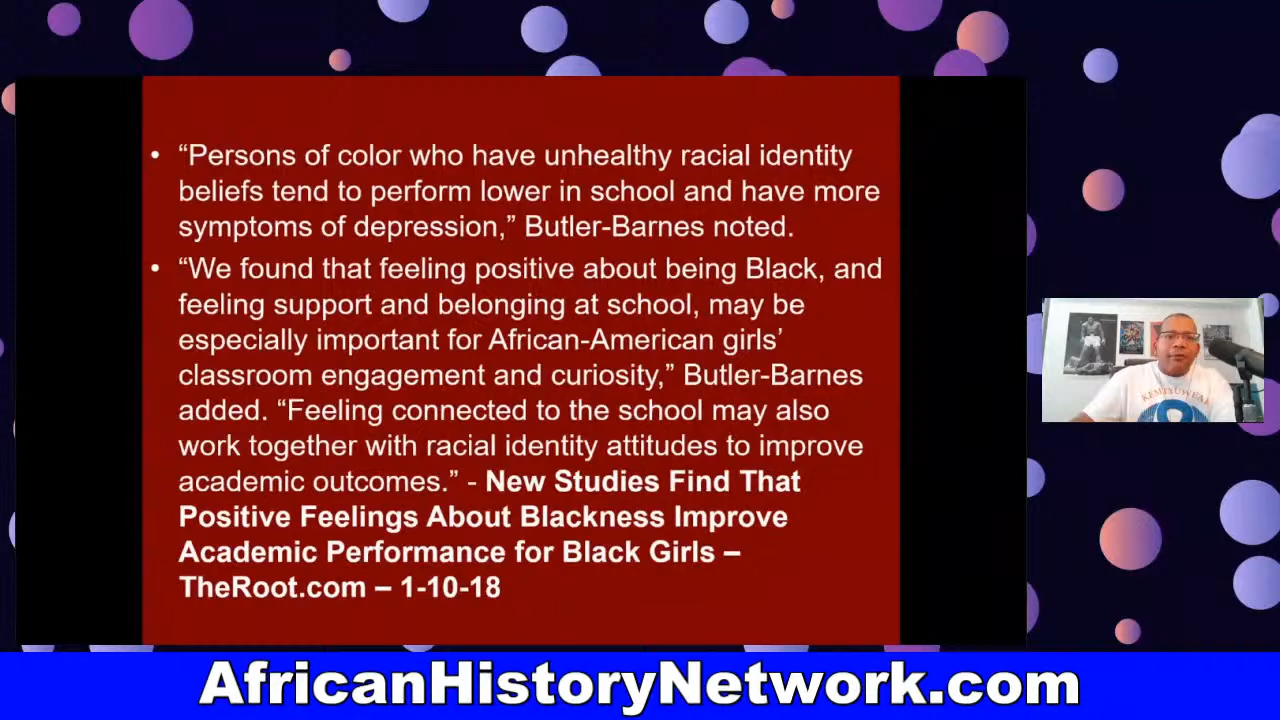 • “Persons of color who have unhealthy racial identity
beliefs tend to perform lower in school and have more
symptoms of depression,” Butler-Barnes noted.
• “We found that feeling positive about being Black, and
feeling support and belonging at school, may be
especially important for African-American girls’
classroom engagement and curiosity,” Butler-Barnes
added. “Feeling connected to the school may also
work together with racial identity attitudes to improve
academic outcomes.” - New Studies Find That
Positive Feelings About Blackness Improve
Academic Performance for Black Girls –
TheRoot.com – 1-10-18
KEMIYUWEAR
AfricanHistoryNetwork.com